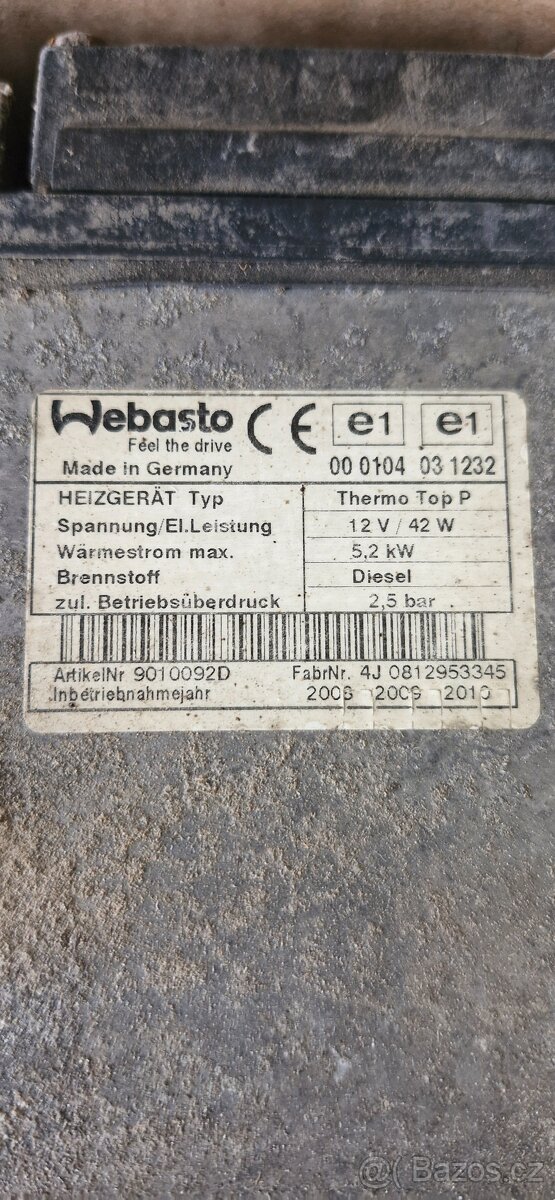 Webasto CE e1 e1
Feel the drive
Made in Germany 00 0104 03 1232
HEIZGERÄT Typ Thermo Top P
Spannung/El.Leistung 12 V / 42 W
Wärmestrom max. 5,2 kW
Brennstoff Diesel
zul. Betriebsüberdruck 2,5 bar
ArtikelNr 9010092D FabrNr. 4J 0812953345
Inbetriebnahmejahr 2008 2009 2010
@( Bazos.cz